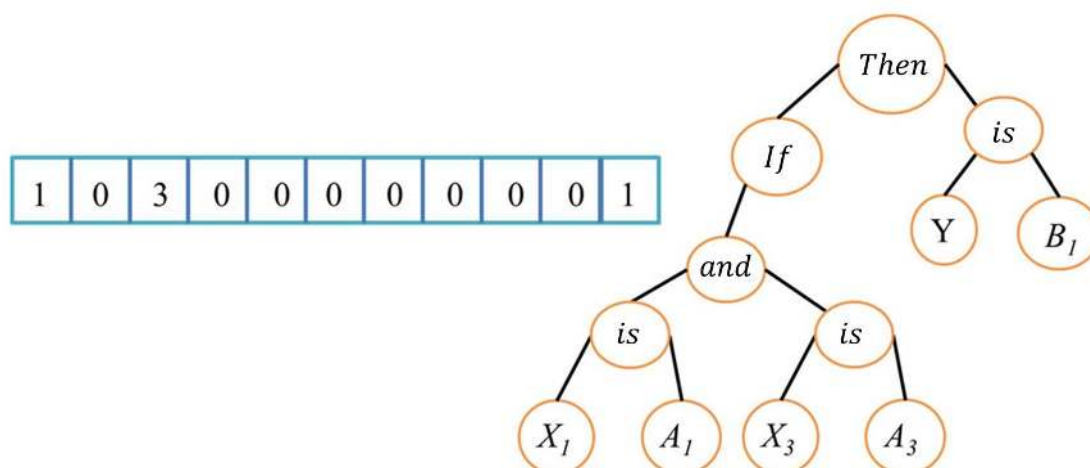 Then
is
If
1 0 3 0 0 0 0 0 0 0 1
Y B₁
and
is is
X₁ A₁ X₃ A₃